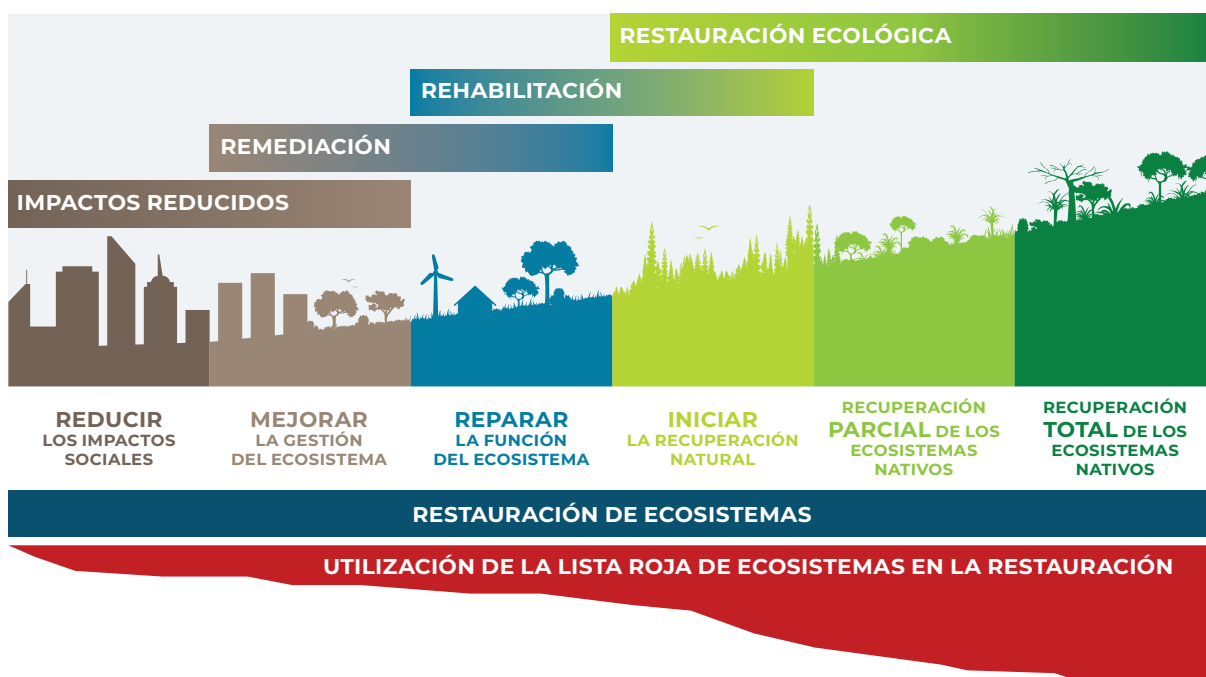 RESTAURACIÓN ECOLÓGICA
REHABILITACIÓN
REMEDIACIÓN
IMPACTOS REDUCIDOS
REDUCIR
LOS IMPACTOS
SOCIALES
MEJORAR
LA GESTIÓN
DEL ECOSISTEMA
REPARAR
LA FUNCIÓN
DEL ECOSISTEMA
INICIAR
LA RECUPERACIÓN
NATURAL
RECUPERACIÓN
PARCIAL DE LOS
ECOSISTEMAS
NATIVOS
RECUPERACIÓN
TOTAL DE LOS
ECOSISTEMAS
NATIVOS
RESTAURACIÓN DE ECOSISTEMAS
UTILIZACIÓN DE LA LISTA ROJA DE ECOSISTEMAS EN LA RESTAURACIÓN